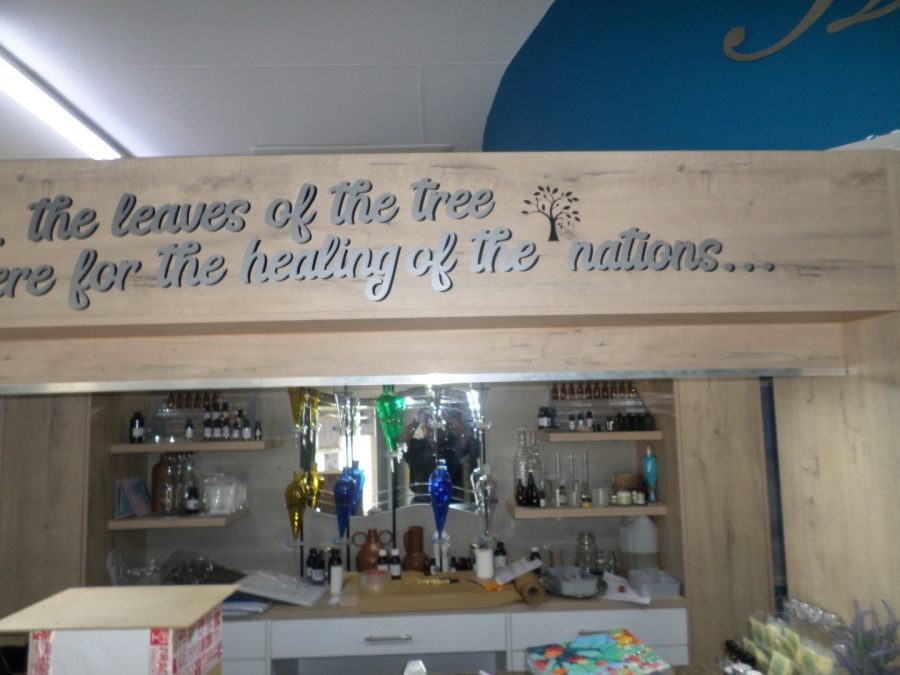 the leaves of the tree
ere for the healing of the nations...